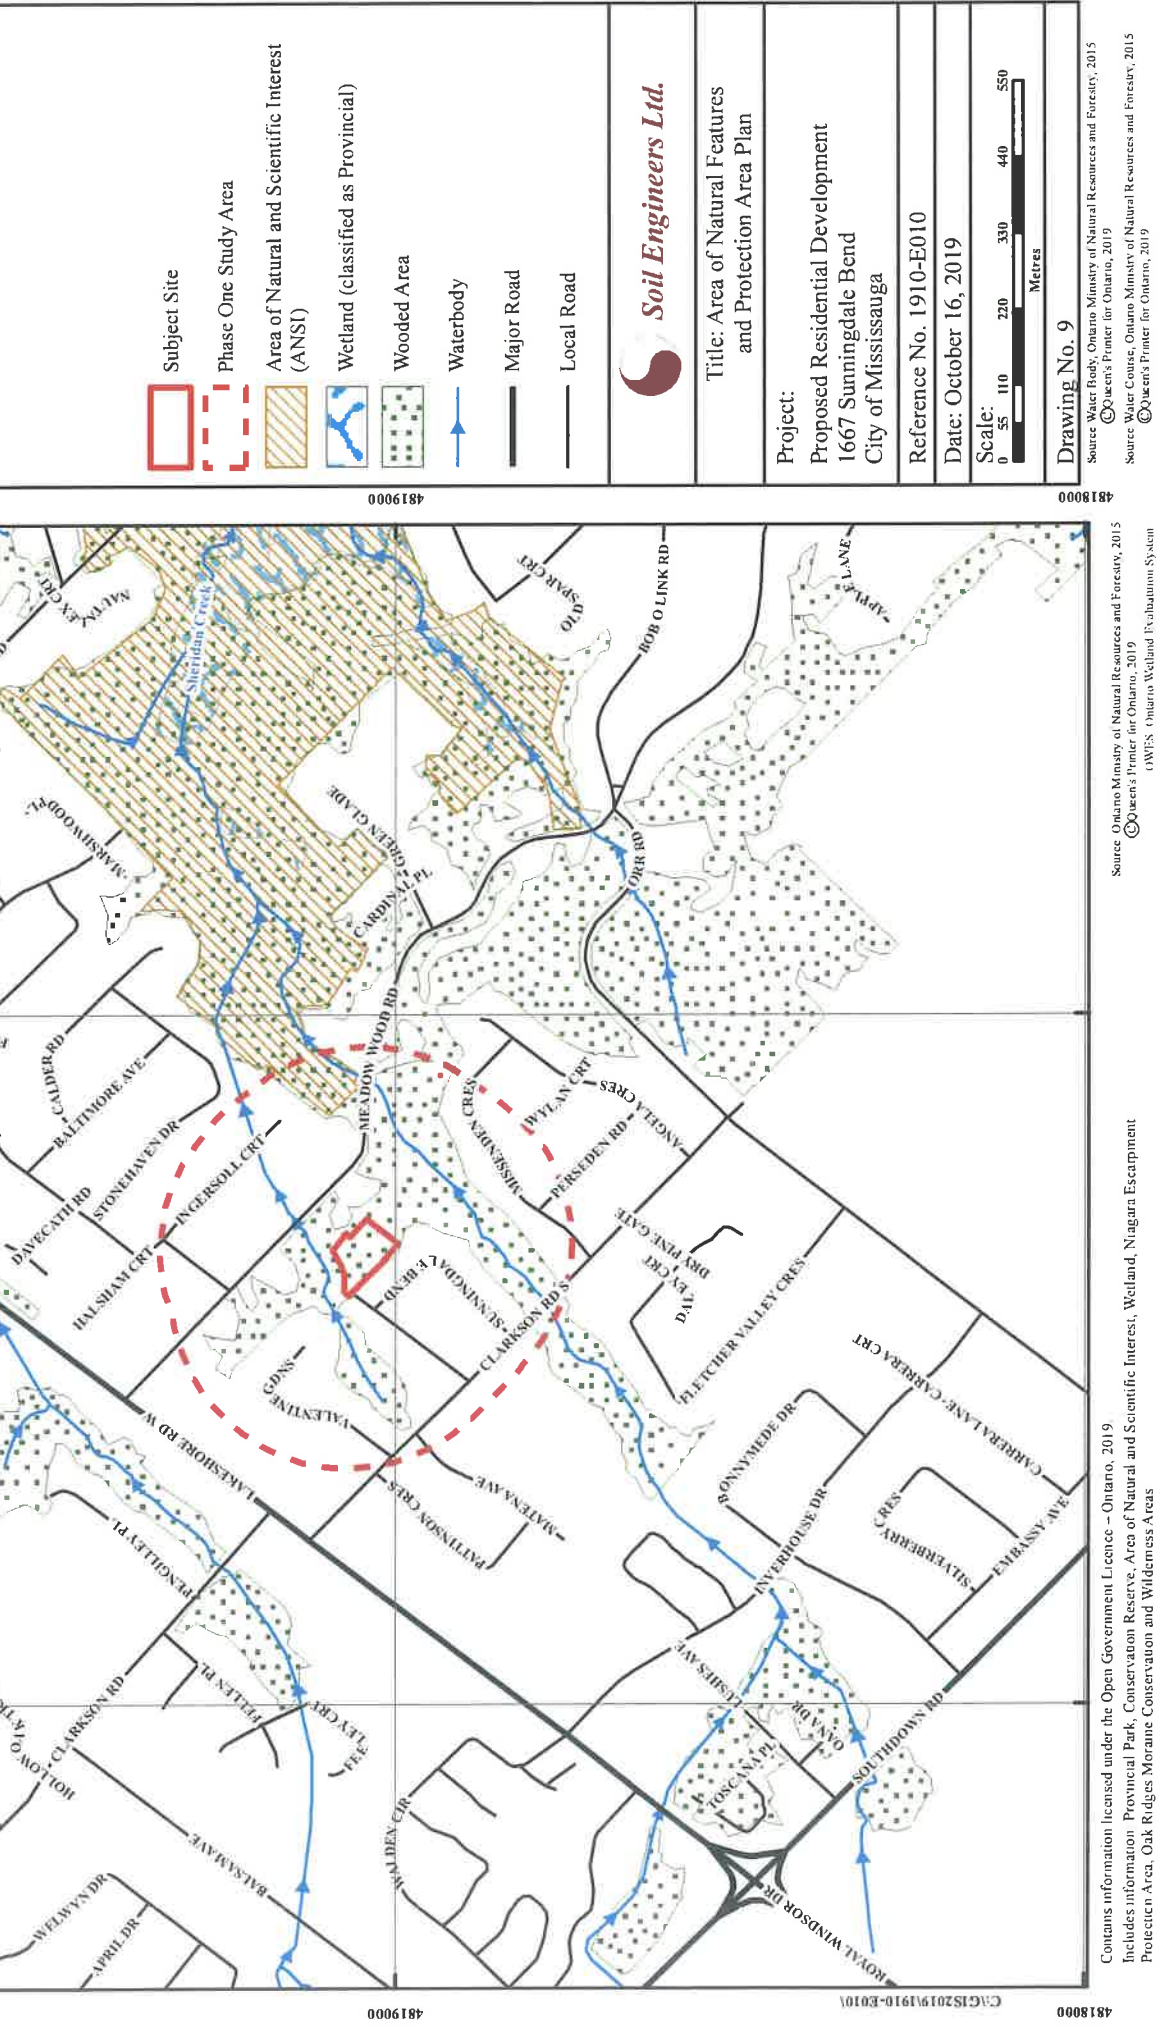 Subject Site
Phase One Study Area
Area of Natural and Scientific Interest
(ANSI)
Wetland (classified as Provincial)
Wooded Area
Waterbody
Major Road
Local Road
Soil Engineers Ltd.
Title: Area of Natural Features
and Protection Area Plan
Project:
Proposed Residential Development
1667 Sunningdale Bend
City of Mississauga
Reference No. 1910-E010
Date: October 16, 2019
Scale:
0 55 110 220 330 440 550
Metres
Drawing No. 9
Source Water Body, Ontario Ministry of Natural Resources and Forestry, 2015
©Queen's Printer for Ontario, 2019
Source Water Course, Ontario Ministry of Natural Resources and Forestry, 2015
©Queen's Printer for Ontario, 2019
4819000
4818000
4819000
4818000
C:\GIS2019\1910-E010\
Source Ontario Ministry of Natural Resources and Forestry, 2015
©Queen's Printer for Ontario, 2019
OWES Ontario Wetland Evaluation System
Contains information licensed under the Open Government Licence – Ontario, 2019
Includes information Provincial Park, Conservation Reserve, Area of Natural and Scientific Interest, Wetland, Niagara Escarpment
Protection Area, Oak Ridges Moraine Conservation and Wilderness Areas
HOLLOW
CLARKSON RD
WELWYN DR
APRIL DR
BALSAM AVE
FELLEN PL
FEELEY CRT
PENGILLEY PL
LAKESHORE RD W
WALDEN CIR
DAVECATH RD
HALSHAM CRT
STONEHAVEN DR
BALTIMORE AVE
CALDER RD
INGERSOLL CRT
MARSHWOOD PL
Sheridan Creek
GREEN GLADE
CARDINAL PL
MEADOW WOOD RD
VALENTINE GDNS
SUNNINGDALE BEND
CLARKSON RD S
PATTINSON CRES
MATENA AVE
MISSENDEN CRES
WYLAN CRT
PERSEDEN RD
ANGELA CRES
ORR RD
BOB O LINK RD
OLD
SPAR CRT
APPLE LANE
PINE GATE
DRY
FLETCHER VALLEY CRES
BONNYMEDE DR
INVERHOUSE DR
SILVERBERRY CRES
EMBASSY AVE
CARRERA LANE
CARRERA CRT
LUSHES AVE
TOSCANA PL
OANA DR
SOUTHDOWN RD
ROYAL WINDSOR DR